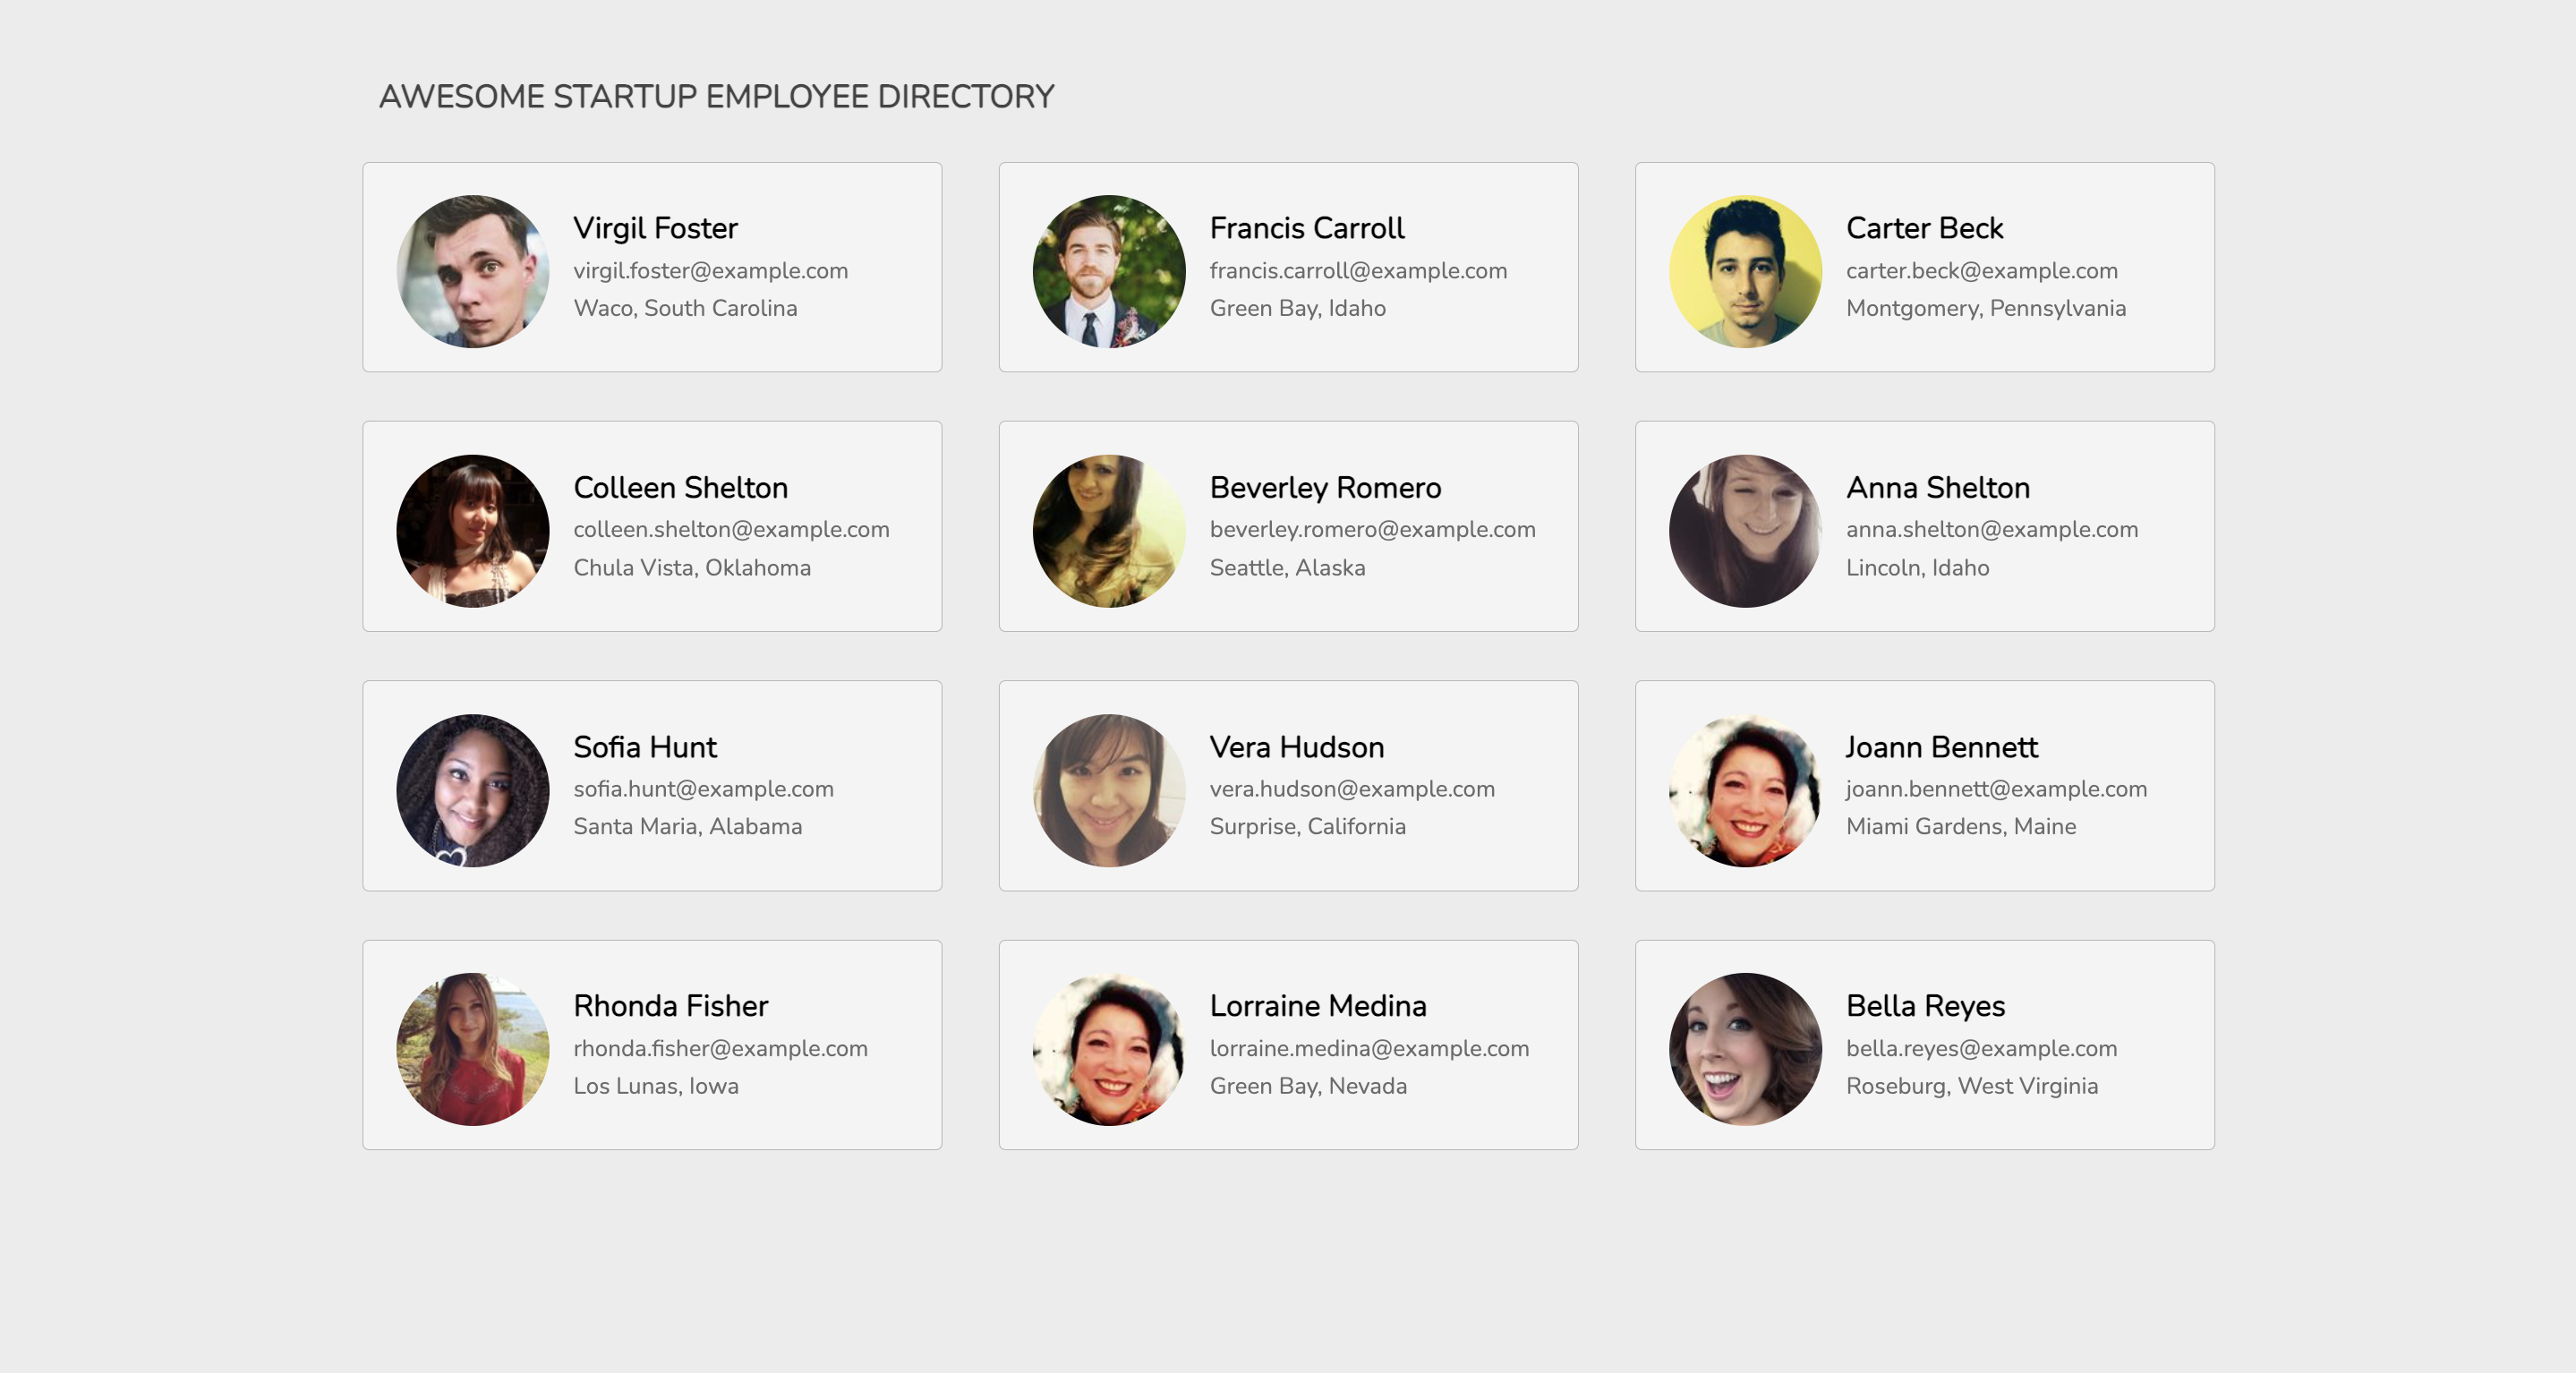 AWESOME STARTUP EMPLOYEE DIRECTORY
Virgil Foster
virgil.foster@example.com
Waco, South Carolina
Francis Carroll
francis.carroll@example.com
Green Bay, Idaho
Carter Beck
carter.beck@example.com
Montgomery, Pennsylvania
Colleen Shelton
colleen.shelton@example.com
Chula Vista, Oklahoma
Beverley Romero
beverley.romero@example.com
Seattle, Alaska
Anna Shelton
anna.shelton@example.com
Lincoln, Idaho
Sofia Hunt
sofia.hunt@example.com
Santa Maria, Alabama
Vera Hudson
vera.hudson@example.com
Surprise, California
Joann Bennett
joann.bennett@example.com
Miami Gardens, Maine
Rhonda Fisher
rhonda.fisher@example.com
Los Lunas, Iowa
Lorraine Medina
lorraine.medina@example.com
Green Bay, Nevada
Bella Reyes
bella.reyes@example.com
Roseburg, West Virginia